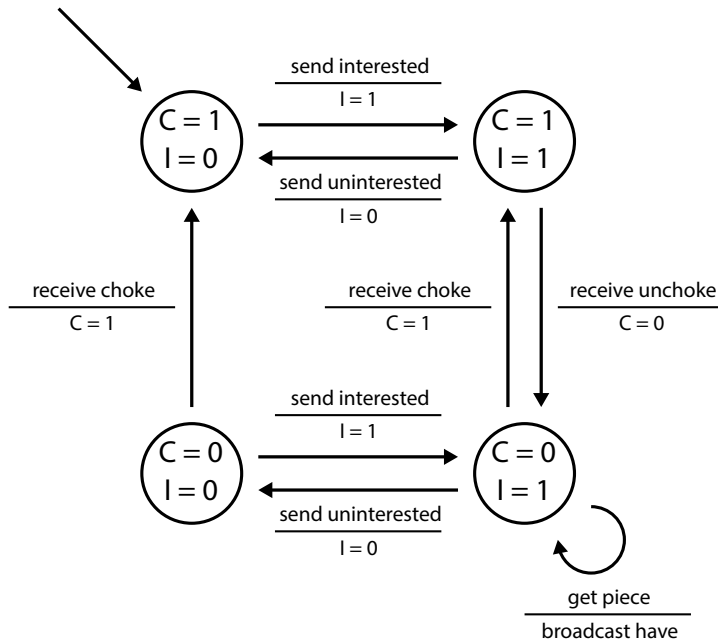 send interested
I = 1
C = 1
I = 0
C = 1
I = 1
send uninterested
I = 0
receive choke
C = 1
receive choke
C = 1
receive unchoke
C = 0
send interested
I = 1
C = 0
I = 0
C = 0
I = 1
send uninterested
I = 0
get piece
broadcast have